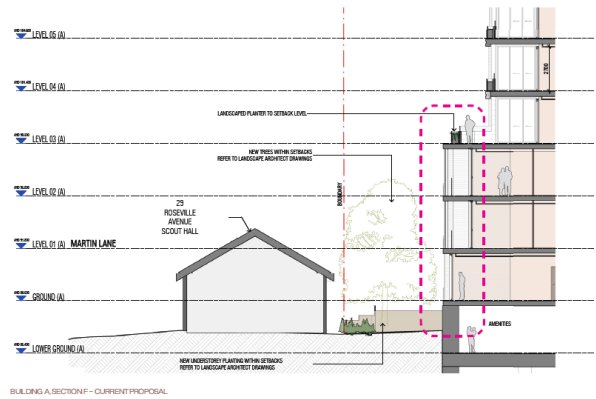 LEVEL 05 (A)
LEVEL 04 (A)
2700
LANDSCAPED PLANTER TO SETBACK LEVEL
LEVEL 03 (A)
NEW TREES WITHIN SETBACKS
REFER TO LANDSCAPE ARCHITECT DRAWINGS
BOUNDARY
LEVEL 02 (A)
29
ROSEVILLE
AVENUE
SCOUT HALL
LEVEL 01 (A) MARTIN LANE
GROUND (A)
AMENITIES
LOWER GROUND (A)
NEW UNDERSTOREY PLANTING WITHIN SETBACKS
REFER TO LANDSCAPE ARCHITECT DRAWINGS
BUILDING A, SECTION F – CURRENT PROPOSAL